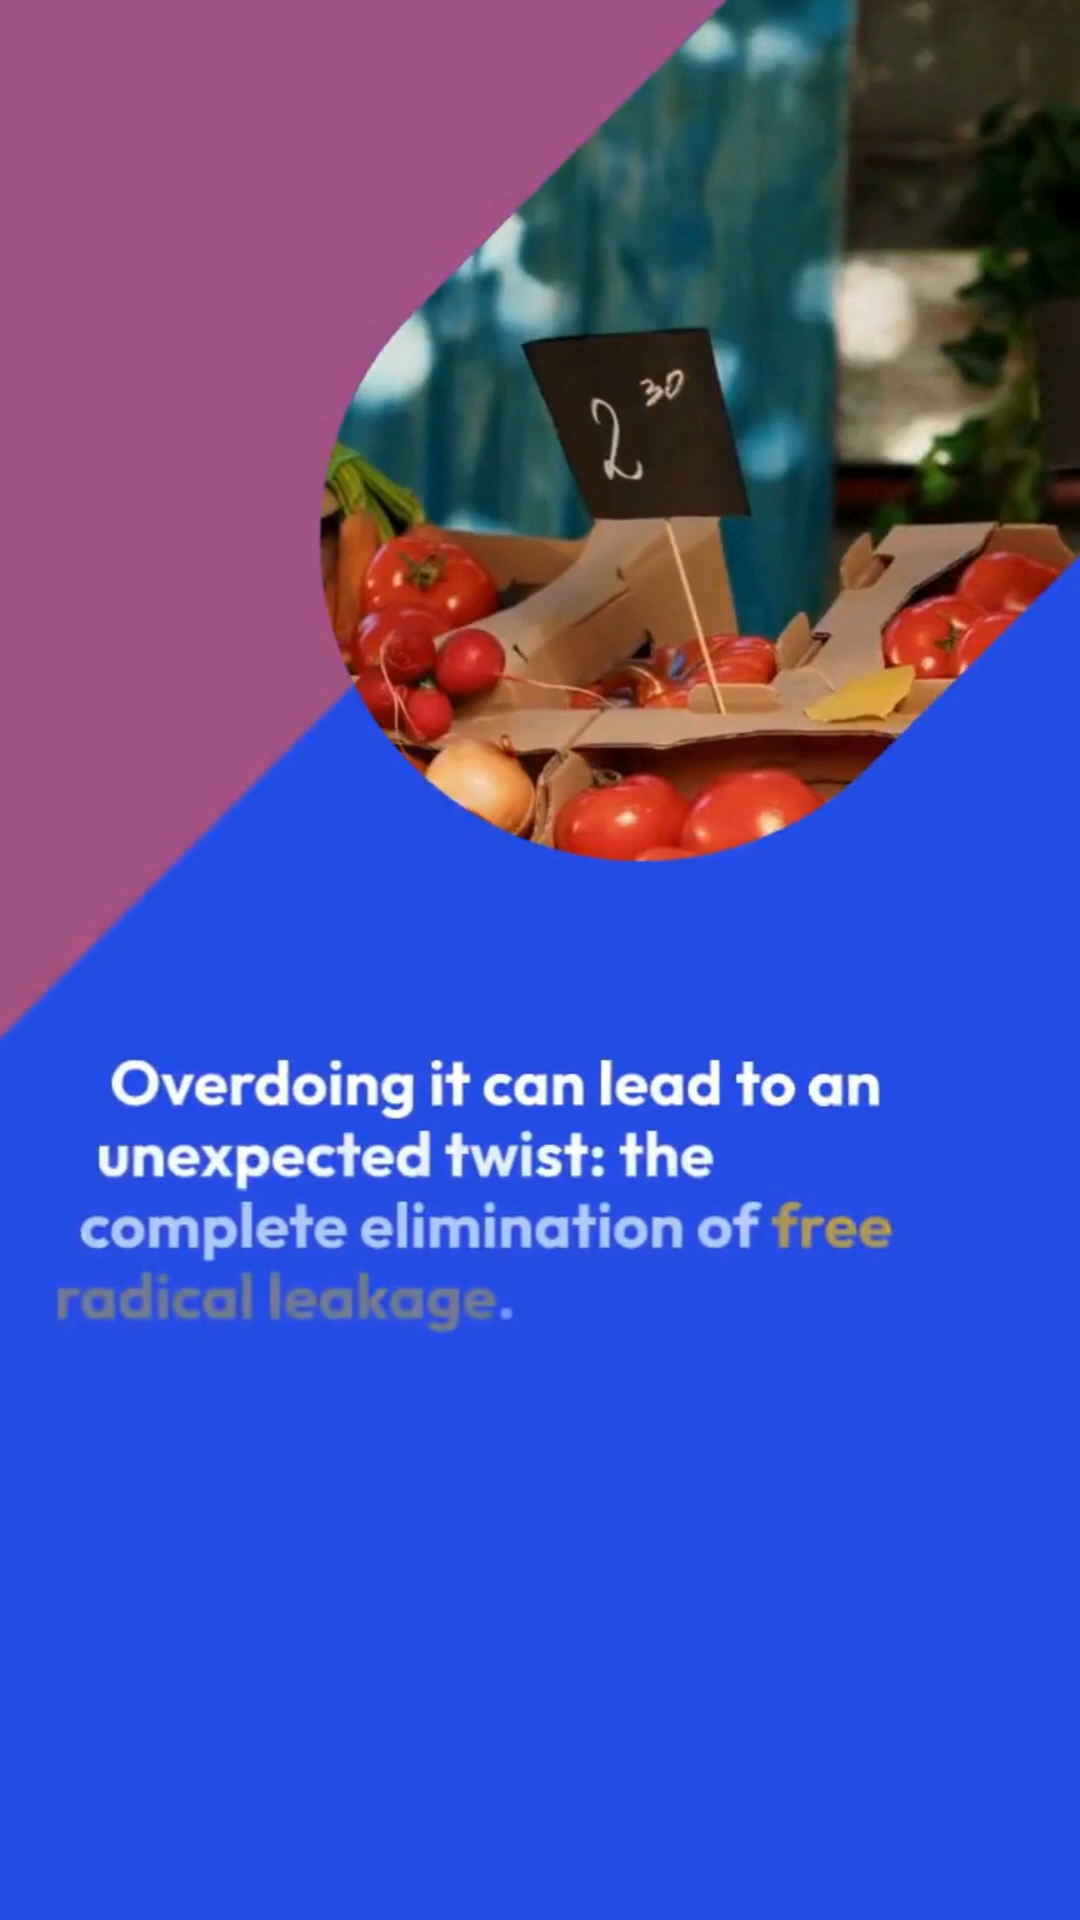 2 30
Overdoing it can lead to an
unexpected twist: the
complete elimination of free
radical leakage.